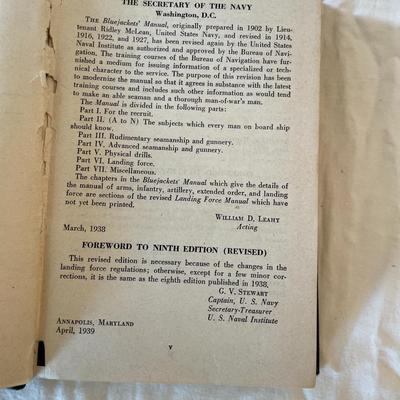 THE SECRETARY OF THE NAVY
Washington, D.C.
THE Bluejackets' Manual, originally prepared in 1902 by Lieu-
tenant Ridley McLean, United States Navy, and revised in 1914,
1916, 1922, and 1927, has been revised again by the United States
Naval Institute as authorized and approved by the Bureau of Navi-
gation. The training courses of the Bureau of Navigation have fur-
nished a medium for issuing information of a specialized or tech-
nical character to the service. The purpose of this revision has been
to modernize the manual so that it agrees in substance with the latest
training courses and includes such other information as would tend
to make an able seaman and a thorough man-of-war's man.
The Manual is divided in the following parts:
Part I. For the recruit.
Part II. (A to N) The subjects which every man on board ship
should know.
Part III. Rudimentary seamanship and gunnery.
Part IV. Advanced seamanship and gunnery.
Part V. Physical drills.
Part VI. Landing force.
Part VII. Miscellaneous.
The chapters in the Bluejackets' Manual which give the details of
the manual of arms, infantry, artillery, extended order, and landing
force are sections of the revised Landing Force Manual which have
not yet been printed.
WILLIAM D. LEAHY
Acting
March, 1938
FOREWORD TO NINTH EDITION (REVISED)
This revised edition is necessary because of the changes in the
landing force regulations; otherwise, except for a few minor cor-
rections, it is the same as the eighth edition published in 1938.
G. V. STEWART
Captain, U. S. Navy
Secretary-Treasurer
U. S. Naval Institute
ANNAPOLIS, MARYLAND
April, 1939
v